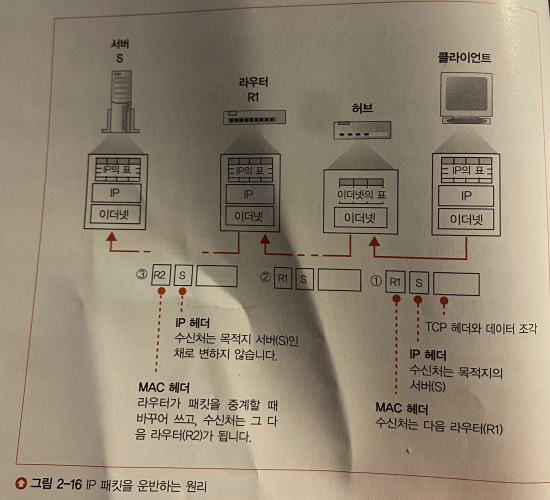 서버
S
라우터
R1
허브
클라이언트
IP의 표
IP
이더넷
IP의 표
IP
이더넷
이더넷의 표
이더넷
IP의 표
IP
이더넷
③ R2 S
② R1 S
① R1 S
IP 헤더
수신처는 목적지 서버(S)인
채로 변하지 않습니다.
MAC 헤더
라우터가 패킷을 중계할 때
바꾸어 쓰고, 수신처는 그 다
음 라우터(R2)가 됩니다.
TCP 헤더와 데이터 조각
IP 헤더
수신처는 목적지의
서버(S)
MAC 헤더
수신처는 다음 라우터(R1)
그림 2-16 IP 패킷을 운반하는 원리